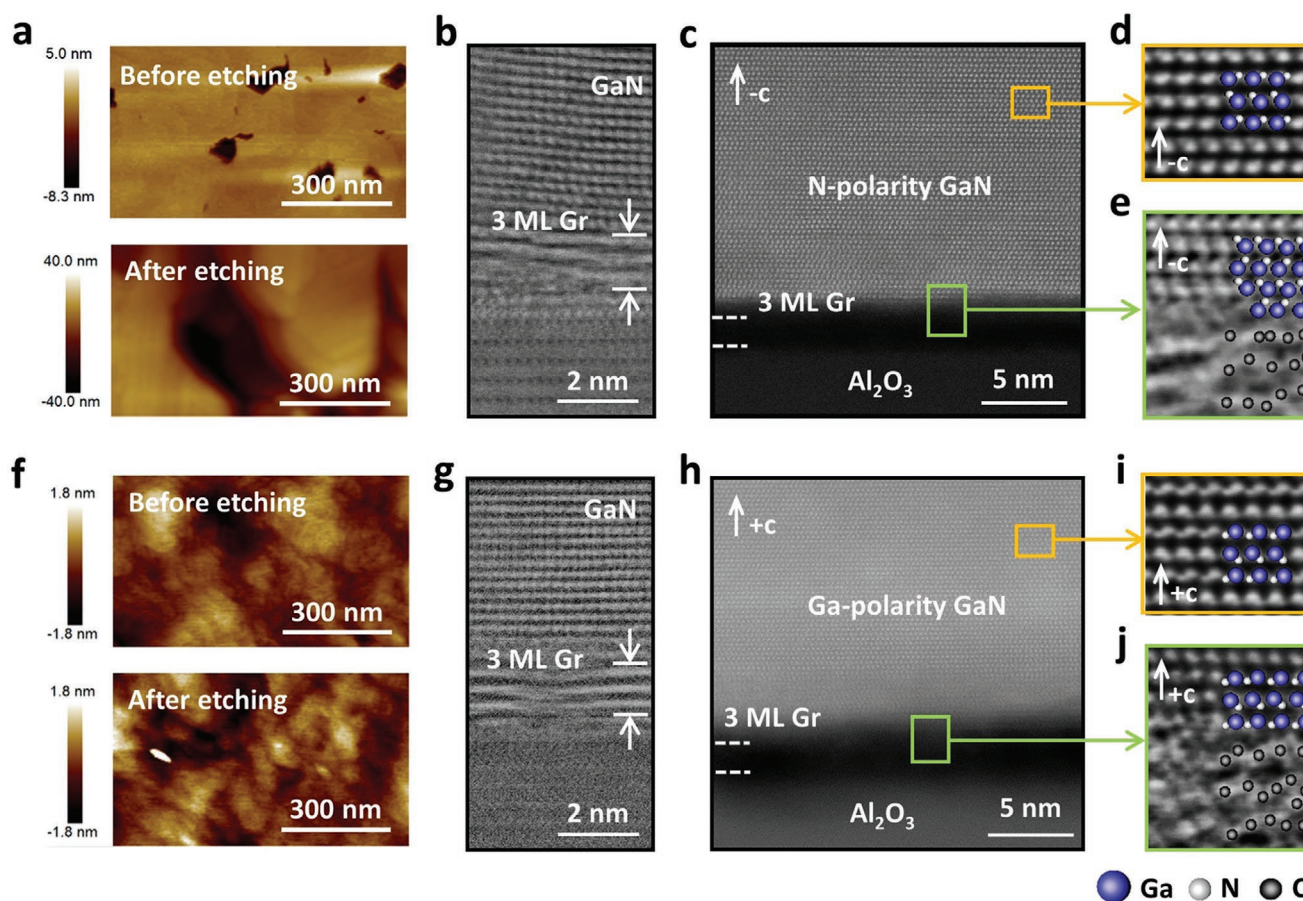 a
5.0 nm
-8.3 nm
Before etching
300 nm
40.0 nm
-40.0 nm
After etching
300 nm
b
GaN
3 ML Gr
2 nm
c
-c
N-polarity GaN
3 ML Gr
Al₂O₃
5 nm
d
-c
e
-c
f
1.8 nm
-1.8 nm
Before etching
300 nm
1.8 nm
-1.8 nm
After etching
300 nm
g
GaN
3 ML Gr
2 nm
h
+c
Ga-polarity GaN
3 ML Gr
Al₂O₃
5 nm
i
+c
j
+c
Ga N C